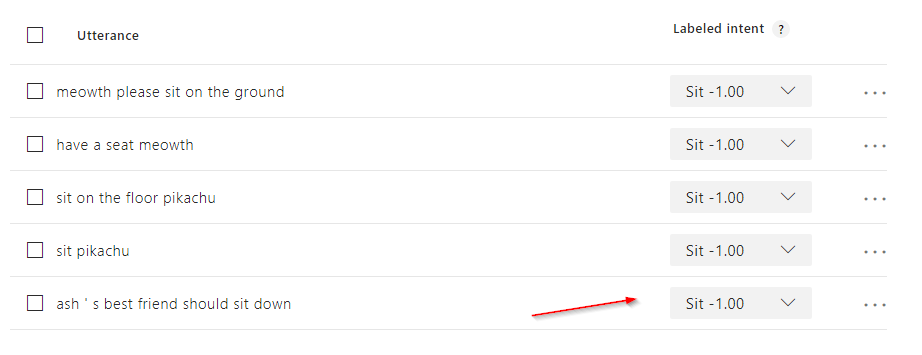 Utterance Labeled intent ?
meowth please sit on the ground Sit -1.00
have a seat meowth Sit -1.00
sit on the floor pikachu Sit -1.00
sit pikachu Sit -1.00
ash ' s best friend should sit down Sit -1.00